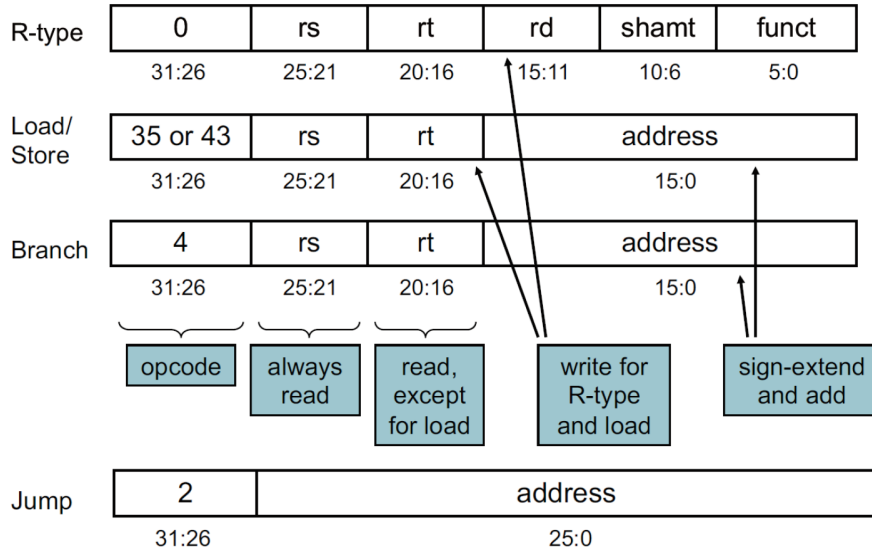 R-type 0 rs rt rd shamt funct
31:26 25:21 20:16 15:11 10:6 5:0
Load/
Store
35 or 43 rs rt address
31:26 25:21 20:16 15:0
Branch 4 rs rt address
31:26 25:21 20:16 15:0
opcode
always
read
read,
except
for load
write for
R-type
and load
sign-extend
and add
Jump 2 address
31:26 25:0